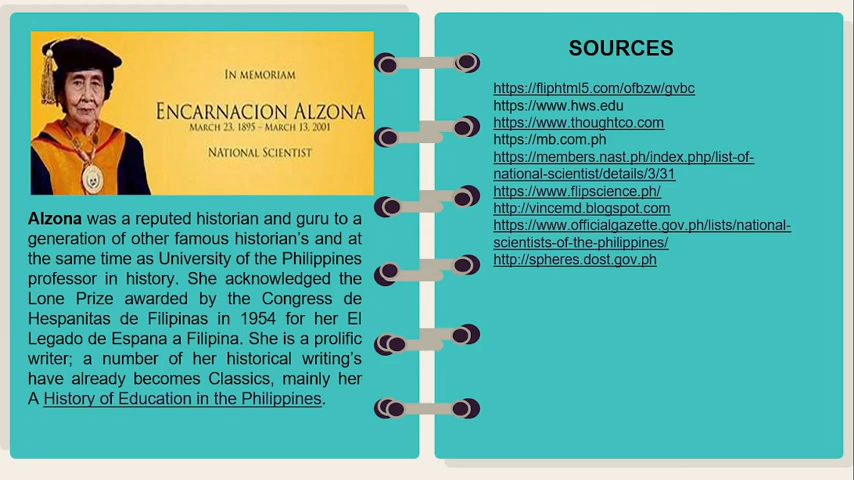 IN MEMORIAM
ENCARNACION ALZONA
MARCH 23, 1895 – MARCH 13, 2001
NATIONAL SCIENTIST
Alzona was a reputed historian and guru to a
generation of other famous historian's and at
the same time as University of the Philippines
professor in history. She acknowledged the
Lone Prize awarded by the Congress de
Hespanitas de Filipinas in 1954 for her El
Legado de Espana a Filipina. She is a prolific
writer; a number of her historical writing's
have already becomes Classics, mainly her
A History of Education in the Philippines.
SOURCES
https://fliphtml5.com/ofbzw/gvbc
https://www.hws.edu
https://www.thoughtco.com
https://mb.com.ph
https://members.nast.ph/index.php/list-of-
national-scientist/details/3/31
https://www.flipscience.ph/
http://vincemd.blogspot.com
https://www.officialgazette.gov.ph/lists/national-
scientists-of-the-philippines/
http://spheres.dost.gov.ph